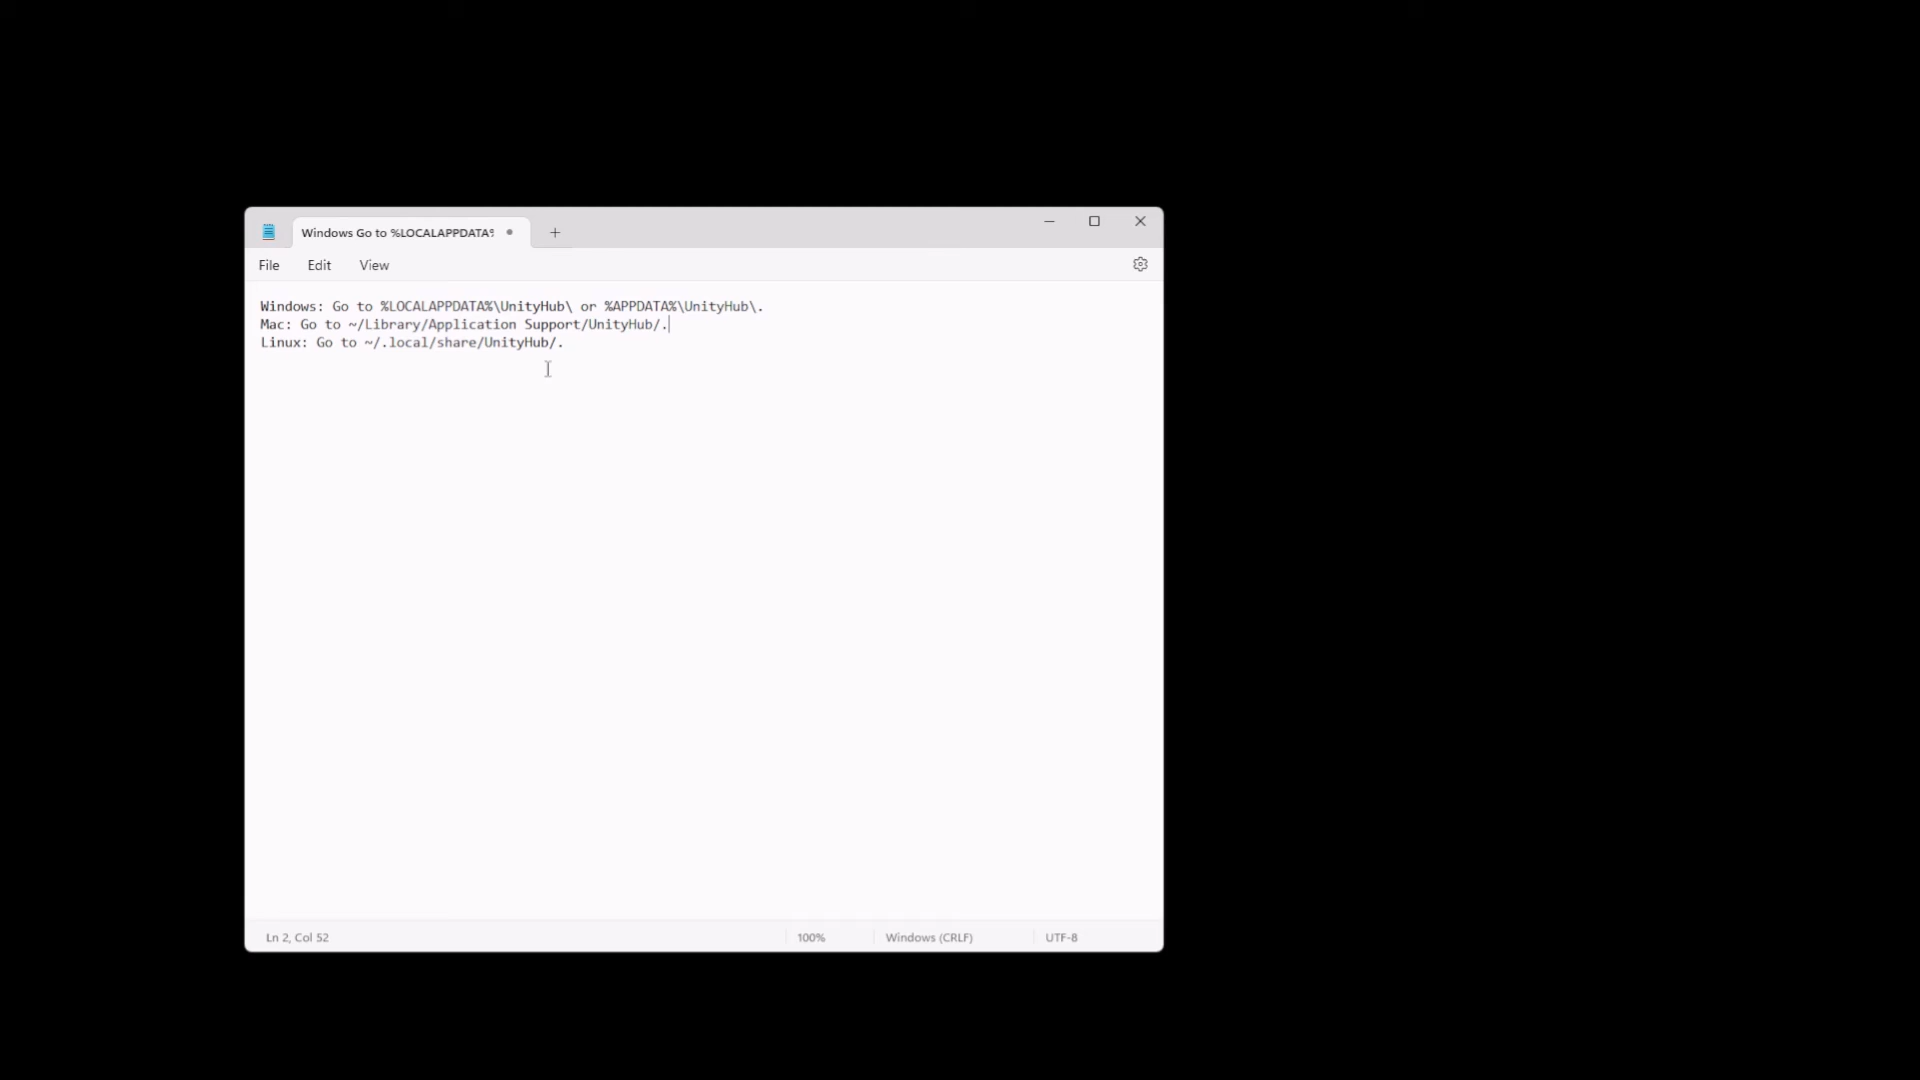 Windows Go to %LOCALAPPDATA%
File Edit View
Windows: Go to %LOCALAPPDATA%\UnityHub\ or %APPDATA%\UnityHub\.
Mac: Go to ~/Library/Application Support/UnityHub/.
Linux: Go to ~/.local/share/UnityHub/.
Ln 2, Col 52 100% Windows (CRLF) UTF-8